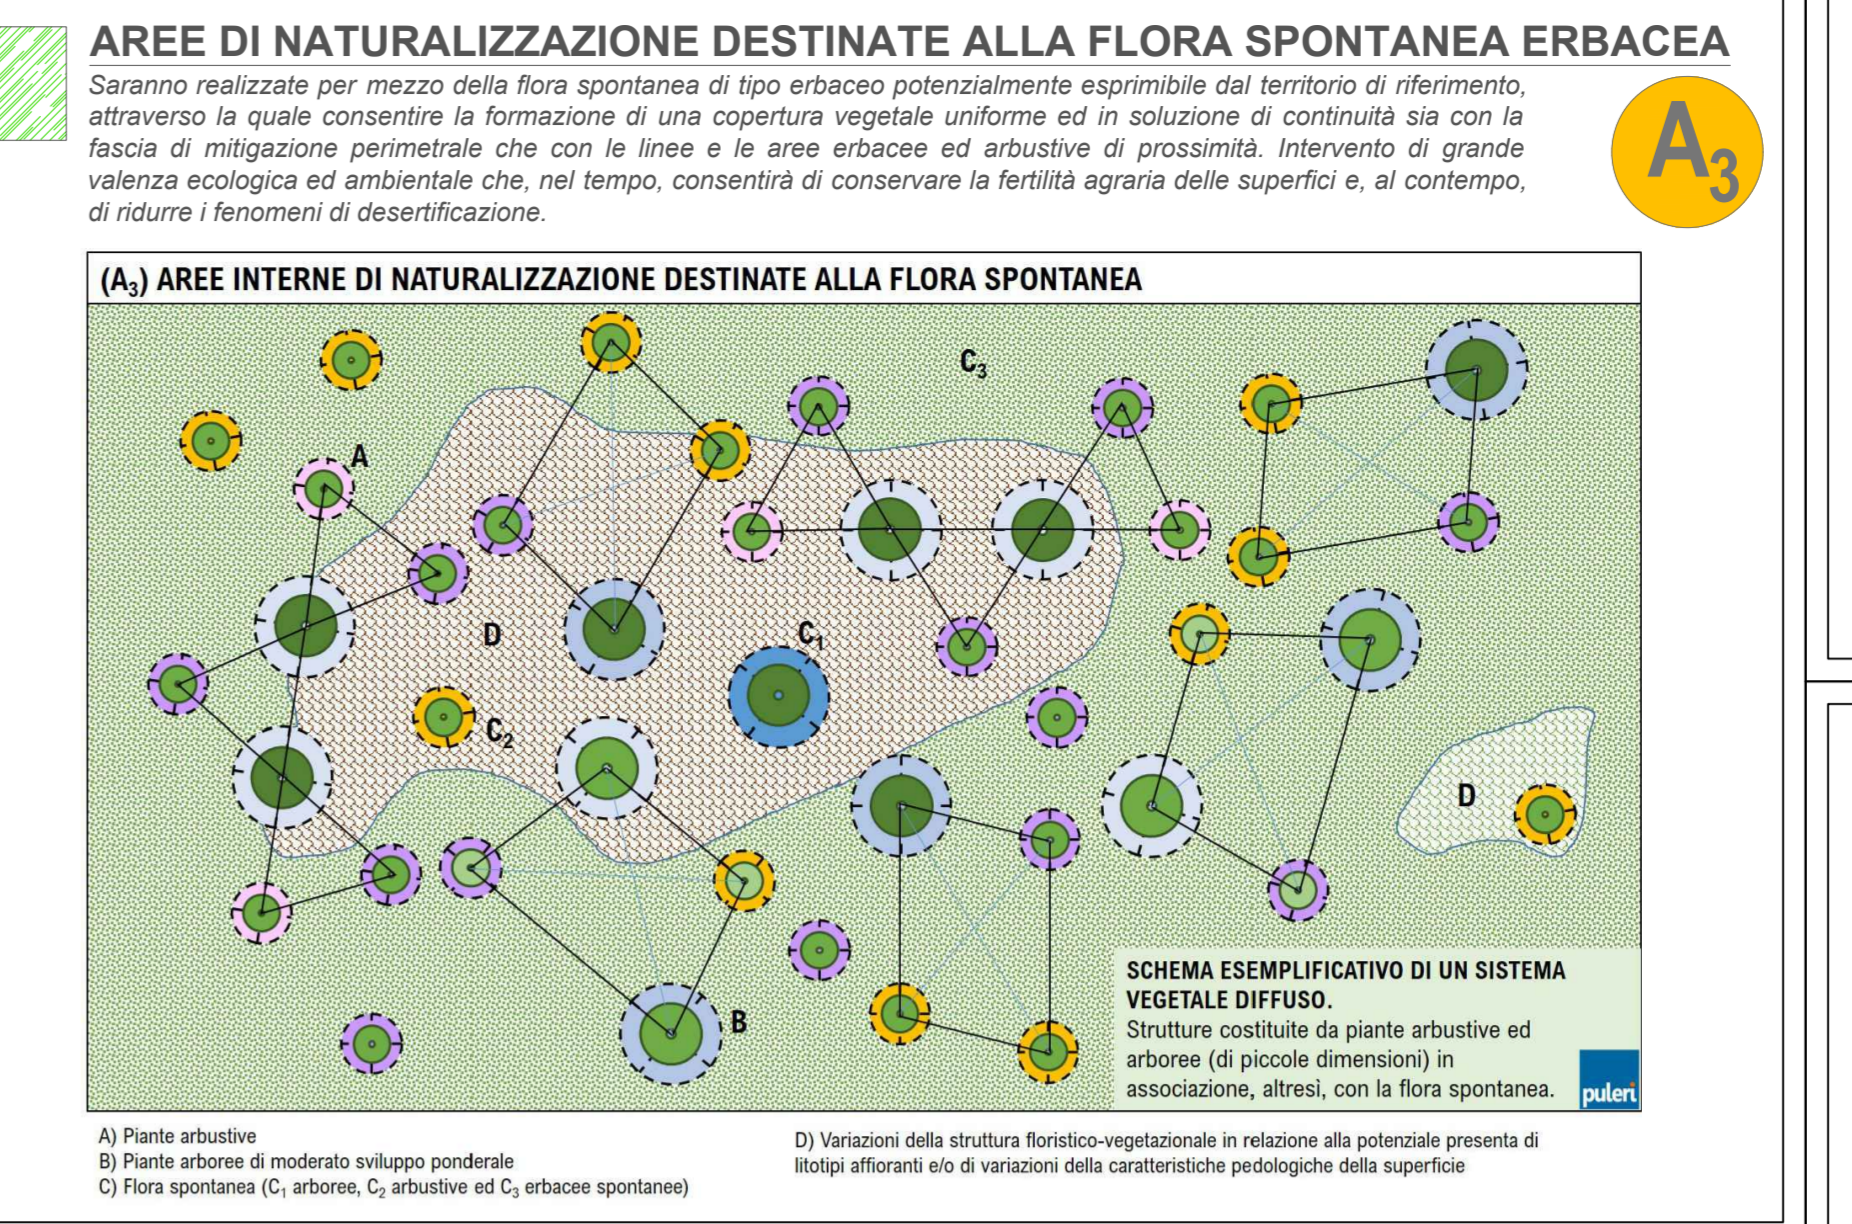 AREE DI NATURALIZZAZIONE DESTINATE ALLA FLORA SPONTANEA ERBACEA
Saranno realizzate per mezzo della flora spontanea di tipo erbaceo potenzialmente esprimibile dal territorio di riferimento,
attraverso la quale consentire la formazione di una copertura vegetale uniforme ed in soluzione di continuità sia con la
fascia di mitigazione perimetrale che con le linee e le aree erbacee ed arbustive di prossimità. Intervento di grande
valenza ecologica ed ambientale che, nel tempo, consentirà di conservare la fertilità agraria delle superfici e, al contempo,
di ridurre i fenomeni di desertificazione.
A3
(A3) AREE INTERNE DI NATURALIZZAZIONE DESTINATE ALLA FLORA SPONTANEA
C3
A
D
C1
C2
D
B
SCHEMA ESEMPLIFICATIVO DI UN SISTEMA
VEGETALE DIFFUSO.
Strutture costituite da piante arbustive ed
arboree (di piccole dimensioni) in
associazione, altresì, con la flora spontanea.
puleri
A) Piante arbustive
B) Piante arboree di moderato sviluppo ponderale
C) Flora spontanea (C1 arboree, C2 arbustive ed C3 erbacee spontanee)
D) Variazioni della struttura floristico-vegetazionale in relazione alla potenziale presenta di
litotipi affioranti e/o di variazioni della caratteristiche pedologiche della superficie